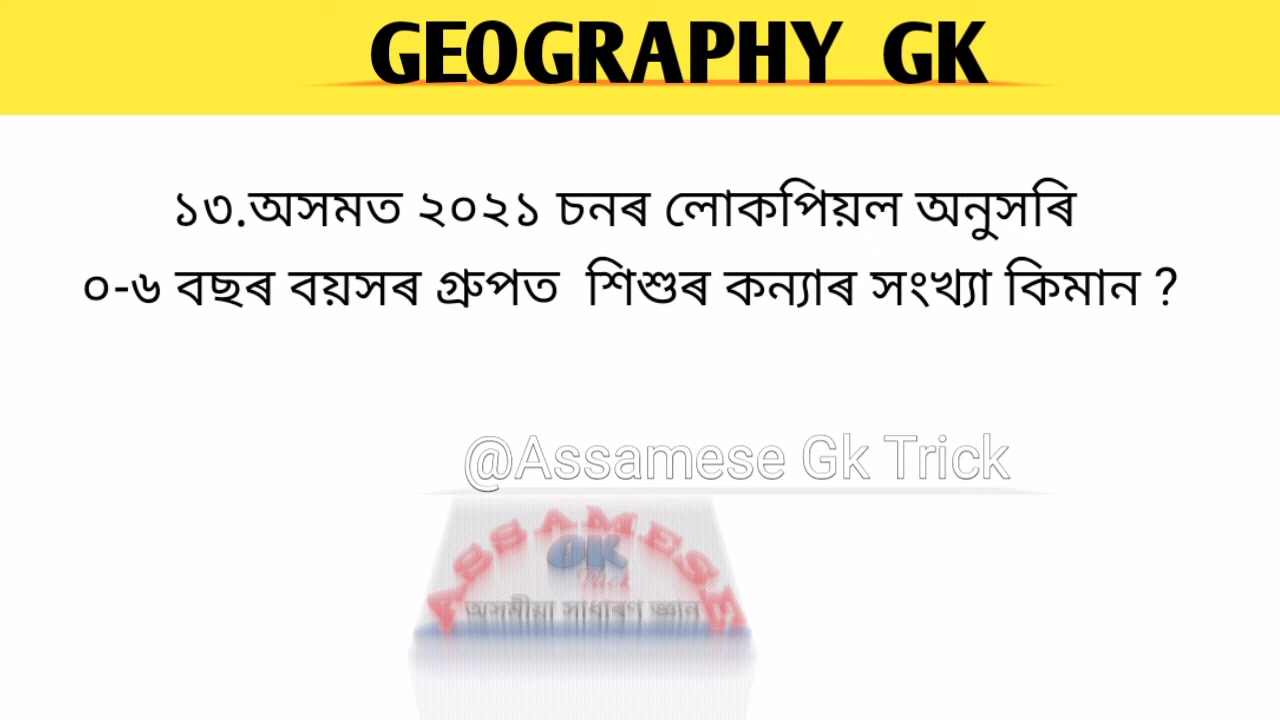 GEOGRAPHY GK
১৩.অসমত ২০২১ চনৰ লোকপিয়ল অনুসৰি
০-৬ বছৰ বয়সৰ গ্ৰুপত শিশুৰ কন্যাৰ সংখ্যা কিমান ?
@Assamese Gk Trick
ASSAMESE
GK
Trick
অসমীয়া সাধাৰণ জ্ঞান